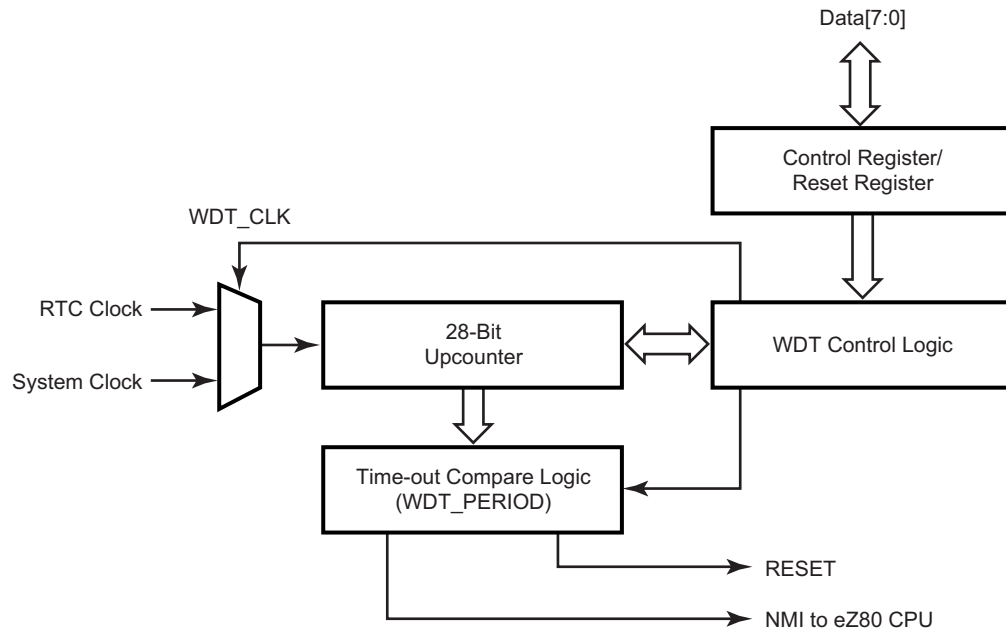 Data[7:0]
Control Register/
Reset Register
WDT_CLK
RTC Clock
System Clock
28-Bit
Upcounter
WDT Control Logic
Time-out Compare Logic
(WDT_PERIOD)
RESET
NMI to eZ80 CPU